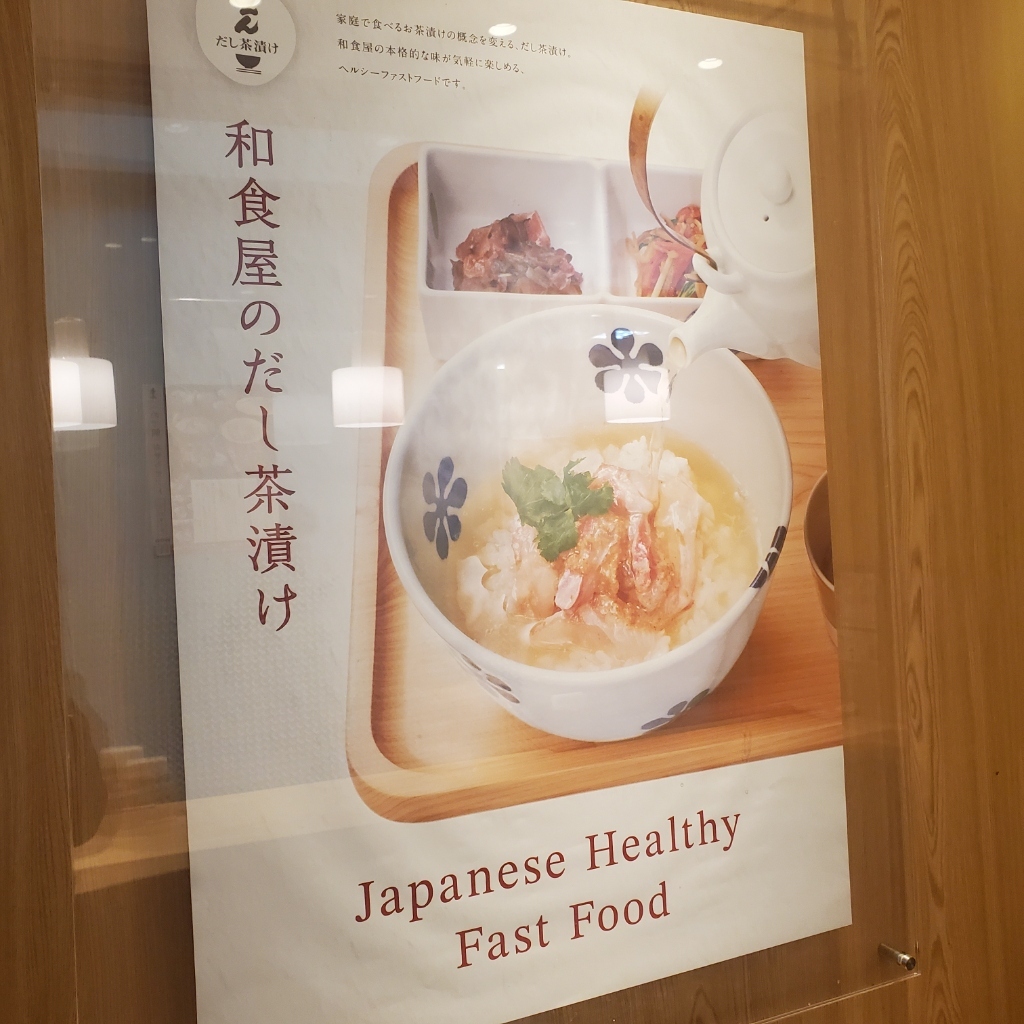 ゑ
だし茶漬け
家庭で食べるお茶漬けの概念を変える、だし茶漬け。
和食屋の本格的な味が気軽に楽しめる、
ヘルシーファストフードです。
和食屋のだし茶漬け
Japanese Healthy
Fast Food